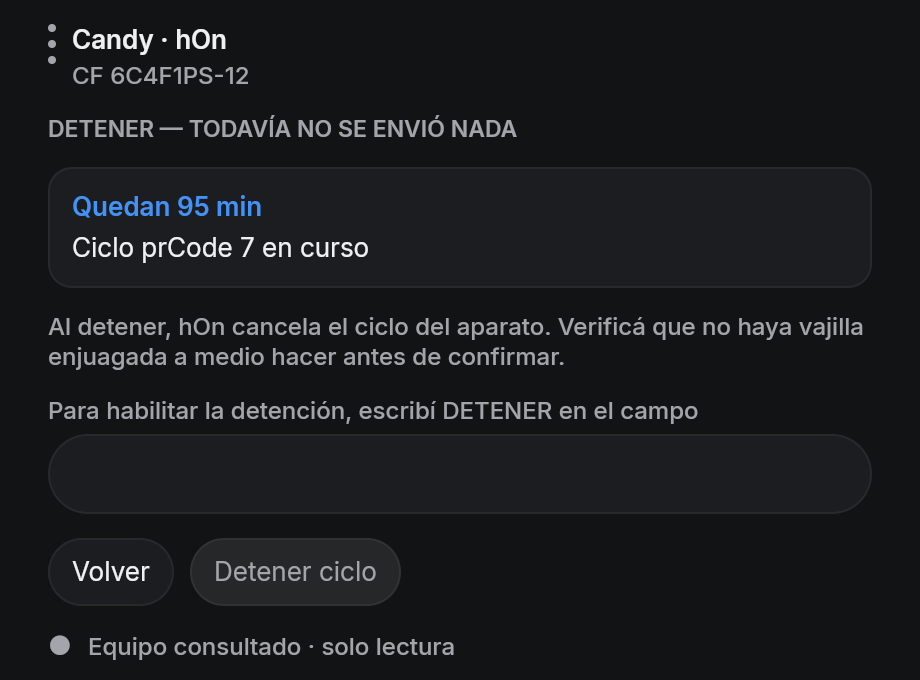 Candy · hOn
CF 6C4F1PS-12
DETENER — TODAVÍA NO SE ENVIÓ NADA
Quedan 95 min
Ciclo prCode 7 en curso
Al detener, hOn cancela el ciclo del aparato. Verificá que no haya vajilla
enjuagada a medio hacer antes de confirmar.
Para habilitar la detención, escribí DETENER en el campo
Volver
Detener ciclo
Equipo consultado · solo lectura